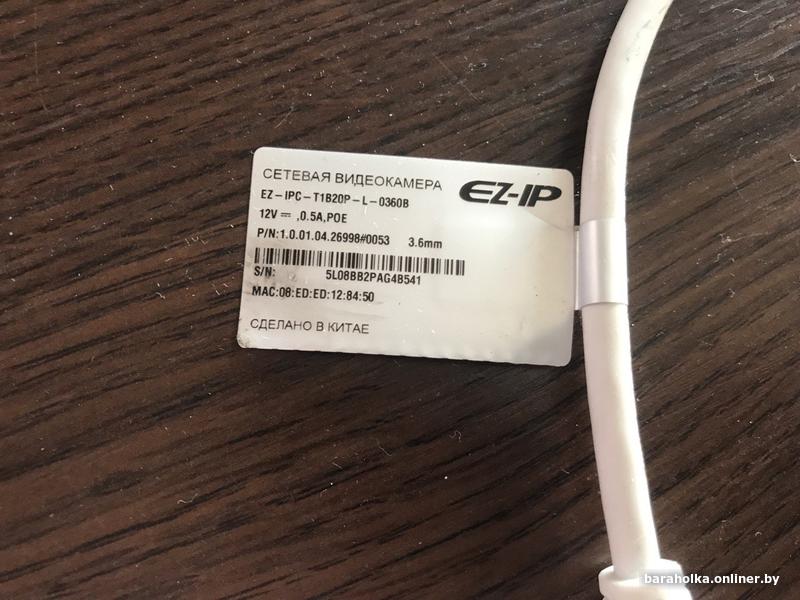 СЕТЕВАЯ ВИДЕОКАМЕРА
EZ-IP
EZ-IPC-T1B20P-L-0360B
12V ⎓ ,0.5A,POE
P/N:1.0.01.04.26998#0053 3.6mm
S/N: 5L08BB2PAG4B541
MAC:08:ED:ED:12:84:50
СДЕЛАНО В КИТАЕ
baraholka.onliner.by